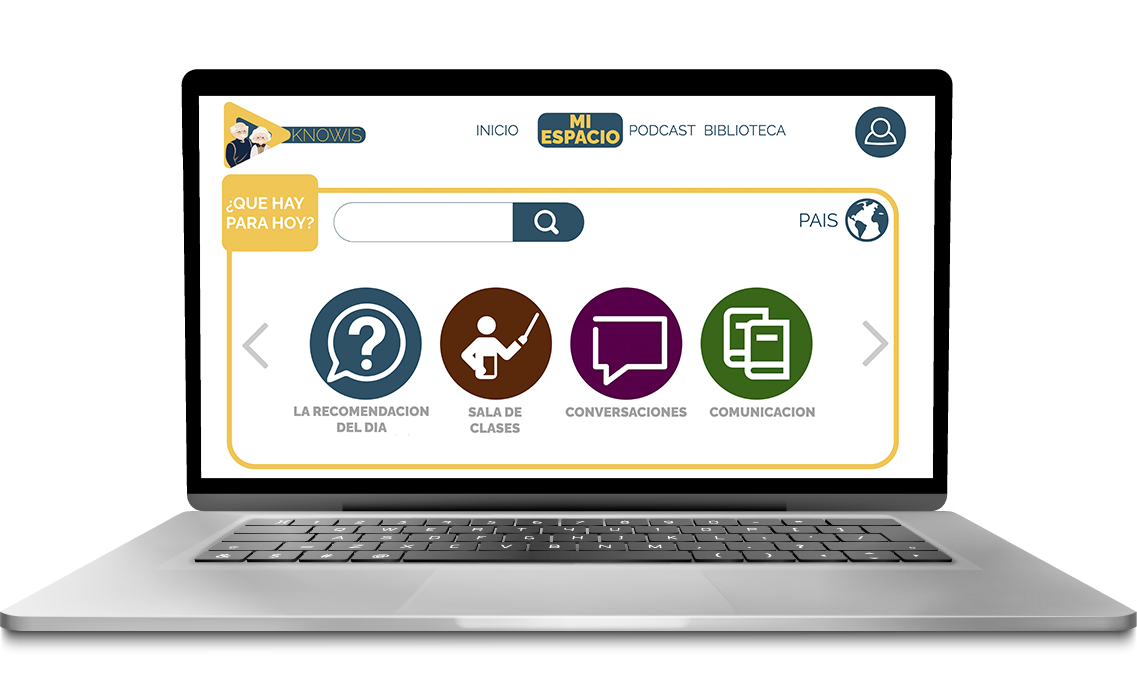 KNOWIS
INICIO
MI
ESPACIO
PODCAST
BIBLIOTECA
¿QUE HAY
PARA HOY?
PAIS
LA RECOMENDACION
DEL DIA
SALA DE
CLASES
CONVERSACIONES
COMUNICACION